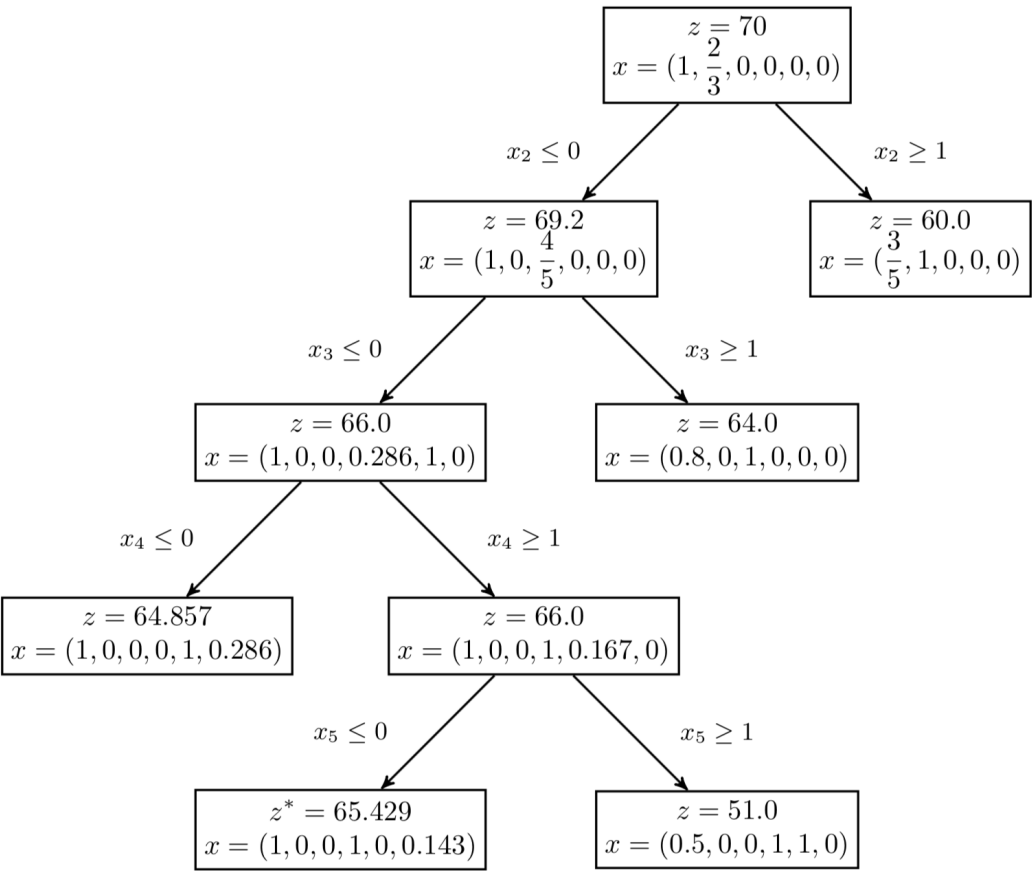 z = 70
x = (1, 2/3, 0, 0, 0, 0)
x₂ ≤ 0
x₂ ≥ 1
z = 69.2
x = (1, 0, 4/5, 0, 0, 0)
z = 60.0
x = (3/5, 1, 0, 0, 0)
x₃ ≤ 0
x₃ ≥ 1
z = 66.0
x = (1, 0, 0, 0.286, 1, 0)
z = 64.0
x = (0.8, 0, 1, 0, 0, 0)
x₄ ≤ 0
x₄ ≥ 1
z = 64.857
x = (1, 0, 0, 0, 1, 0.286)
z = 66.0
x = (1, 0, 0, 1, 0.167, 0)
x₅ ≤ 0
x₅ ≥ 1
z* = 65.429
x = (1, 0, 0, 1, 0, 0.143)
z = 51.0
x = (0.5, 0, 0, 1, 1, 0)